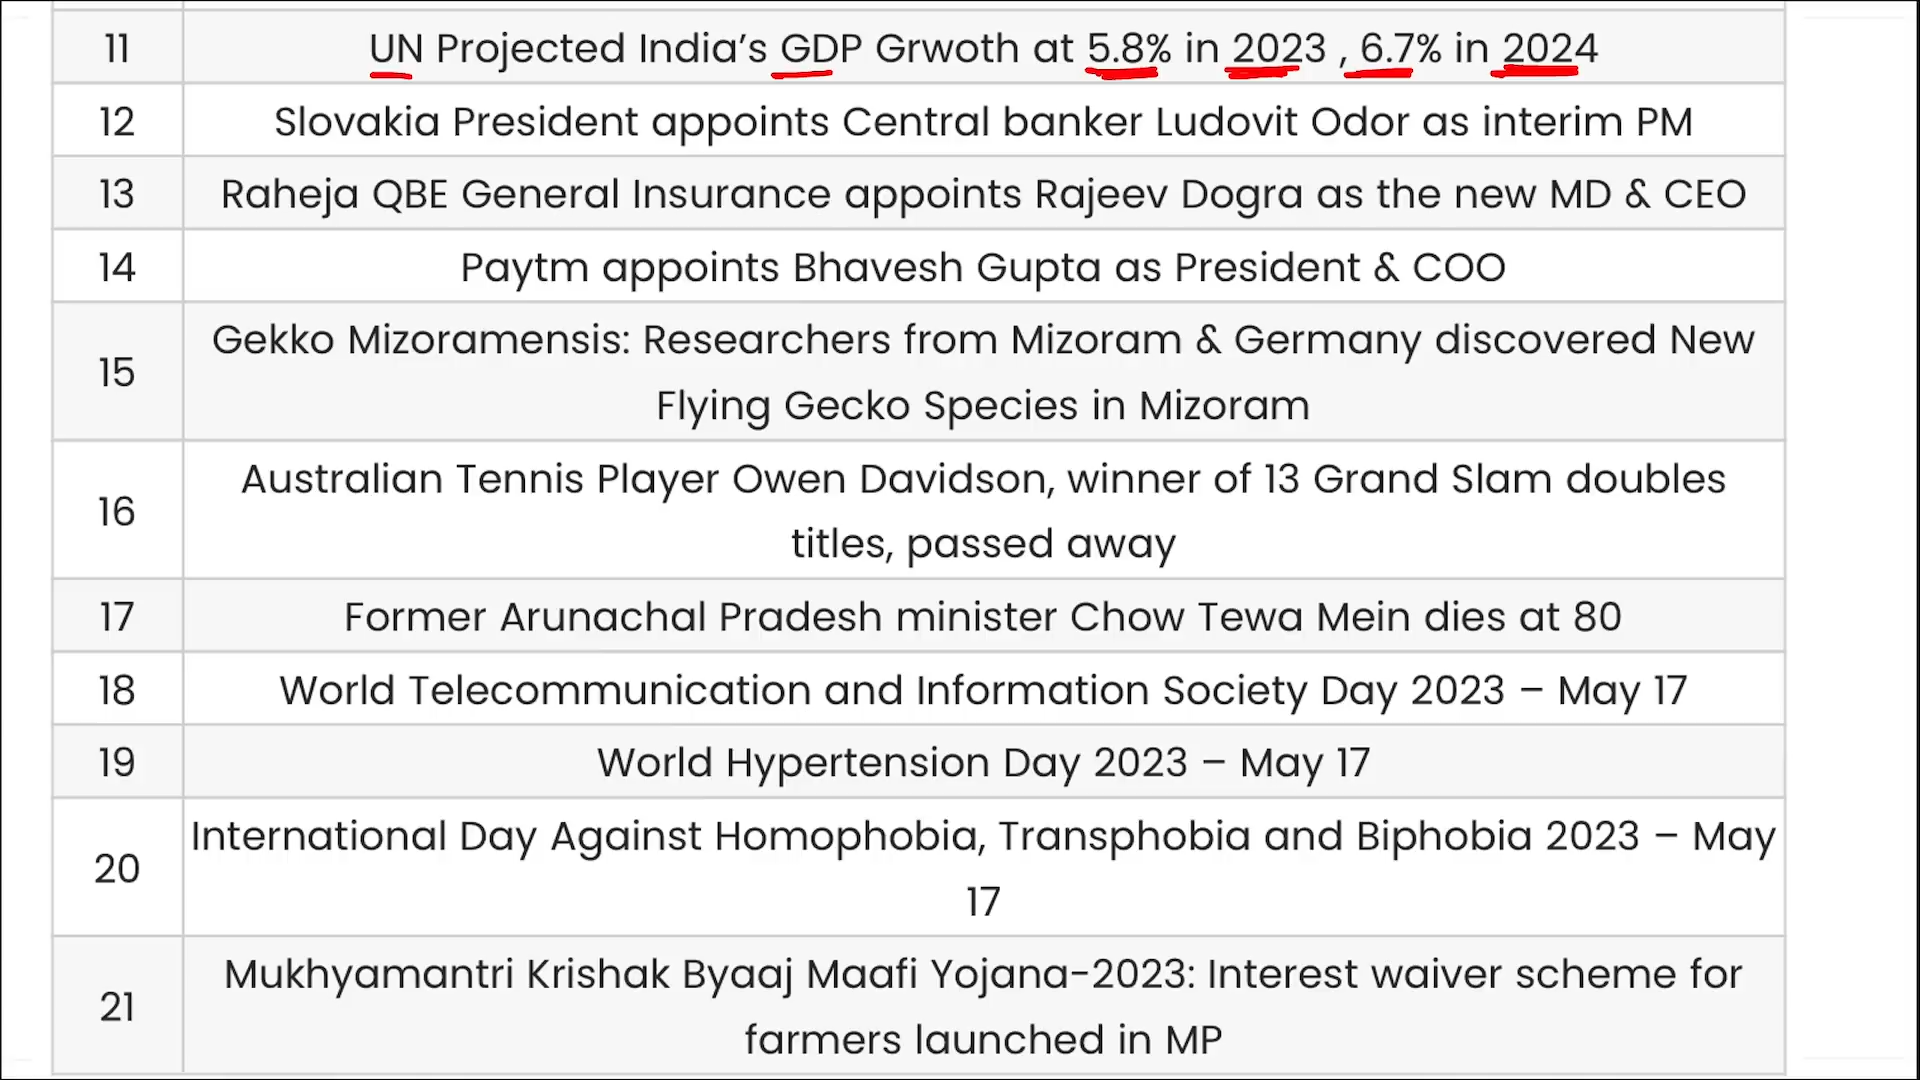 11 UN Projected India’s GDP Grwoth at 5.8% in 2023 , 6.7% in 2024
12 Slovakia President appoints Central banker Ludovit Odor as interim PM
13 Raheja QBE General Insurance appoints Rajeev Dogra as the new MD & CEO
14 Paytm appoints Bhavesh Gupta as President & COO
15 Gekko Mizoramensis: Researchers from Mizoram & Germany discovered New
Flying Gecko Species in Mizoram
16 Australian Tennis Player Owen Davidson, winner of 13 Grand Slam doubles
titles, passed away
17 Former Arunachal Pradesh minister Chow Tewa Mein dies at 80
18 World Telecommunication and Information Society Day 2023 – May 17
19 World Hypertension Day 2023 – May 17
20 International Day Against Homophobia, Transphobia and Biphobia 2023 – May
17
21 Mukhyamantri Krishak Byaaj Maafi Yojana-2023: Interest waiver scheme for
farmers launched in MP